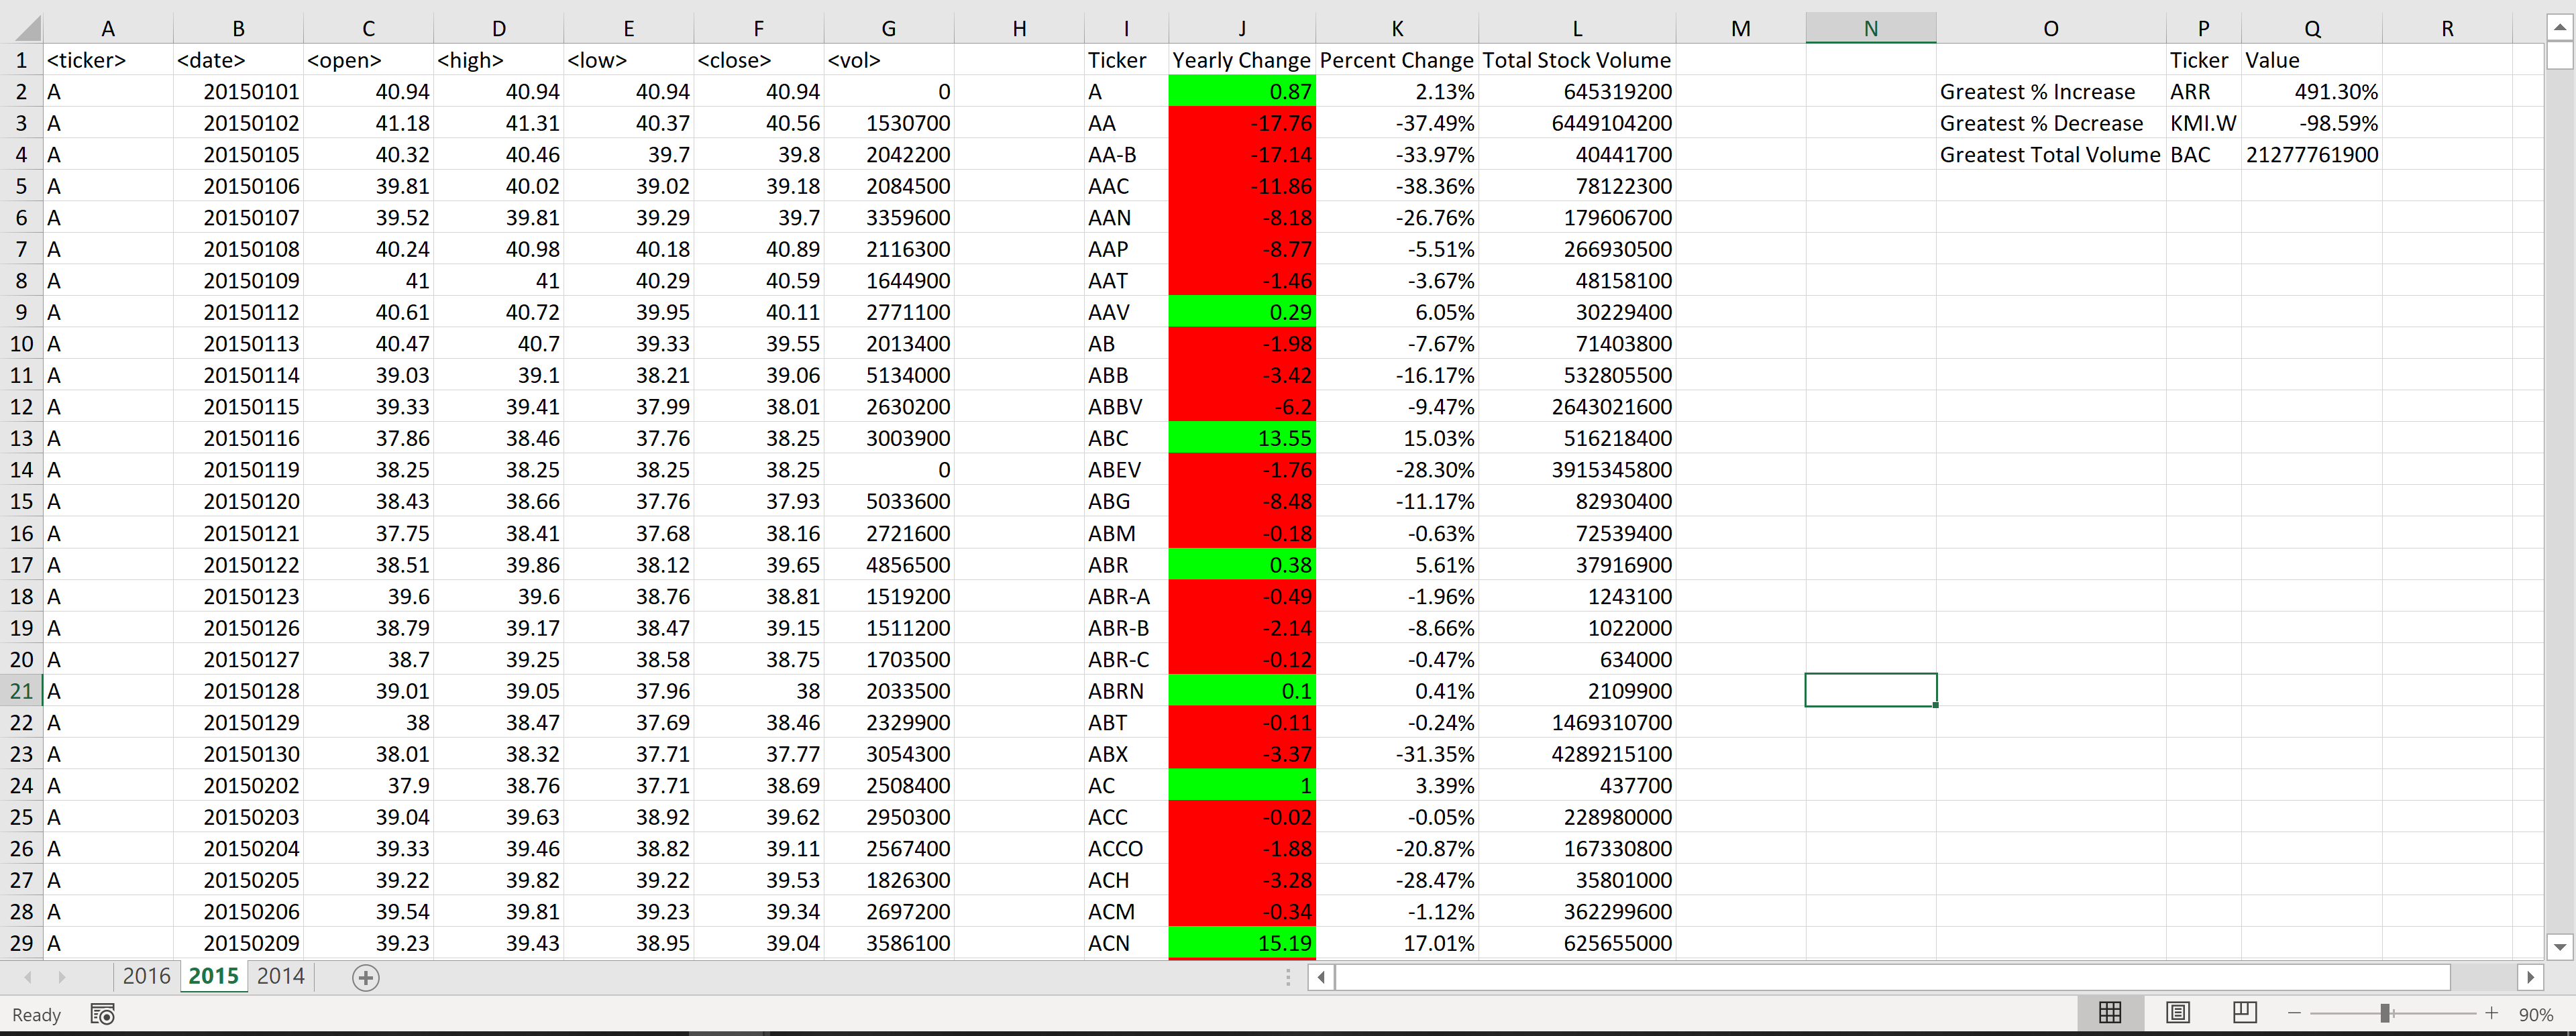 A B C D E F G H I J K L M N O P Q R
1 <ticker> <date> <open> <high> <low> <close> <vol> Ticker Yearly Change Percent Change Total Stock Volume Ticker Value
2 A 20150101 40.94 40.94 40.94 40.94 0 A 0.87 2.13% 645319200 Greatest % Increase ARR 491.30%
3 A 20150102 41.18 41.31 40.37 40.56 1530700 AA -17.76 -37.49% 6449104200 Greatest % Decrease KMI.W -98.59%
4 A 20150105 40.32 40.46 39.7 39.8 2042200 AA-B -17.14 -33.97% 40441700 Greatest Total Volume BAC 21277761900
5 A 20150106 39.81 40.02 39.02 39.18 2084500 AAC -11.86 -38.36% 78122300
6 A 20150107 39.52 39.81 39.29 39.7 3359600 AAN -8.18 -26.76% 179606700
7 A 20150108 40.24 40.98 40.18 40.89 2116300 AAP -8.77 -5.51% 266930500
8 A 20150109 41 41 40.29 40.59 1644900 AAT -1.46 -3.67% 48158100
9 A 20150112 40.61 40.72 39.95 40.11 2771100 AAV 0.29 6.05% 30229400
10 A 20150113 40.47 40.7 39.33 39.55 2013400 AB -1.98 -7.67% 71403800
11 A 20150114 39.03 39.1 38.21 39.06 5134000 ABB -3.42 -16.17% 532805500
12 A 20150115 39.33 39.41 37.99 38.01 2630200 ABBV -6.2 -9.47% 2643021600
13 A 20150116 37.86 38.46 37.76 38.25 3003900 ABC 13.55 15.03% 516218400
14 A 20150119 38.25 38.25 38.25 38.25 0 ABEV -1.76 -28.30% 3915345800
15 A 20150120 38.43 38.66 37.76 37.93 5033600 ABG -8.48 -11.17% 82930400
16 A 20150121 37.75 38.41 37.68 38.16 2721600 ABM -0.18 -0.63% 72539400
17 A 20150122 38.51 39.86 38.12 39.65 4856500 ABR 0.38 5.61% 37916900
18 A 20150123 39.6 39.6 38.76 38.81 1519200 ABR-A -0.49 -1.96% 1243100
19 A 20150126 38.79 39.17 38.47 39.15 1511200 ABR-B -2.14 -8.66% 1022000
20 A 20150127 38.7 39.25 38.58 38.75 1703500 ABR-C -0.12 -0.47% 634000
21 A 20150128 39.01 39.05 37.96 38 2033500 ABRN 0.1 0.41% 2109900
22 A 20150129 38 38.47 37.69 38.46 2329900 ABT -0.11 -0.24% 1469310700
23 A 20150130 38.01 38.32 37.71 37.77 3054300 ABX -3.37 -31.35% 4289215100
24 A 20150202 37.9 38.76 37.71 38.69 2508400 AC 1 3.39% 437700
25 A 20150203 39.04 39.63 38.92 39.62 2950300 ACC -0.02 -0.05% 228980000
26 A 20150204 39.33 39.46 38.82 39.11 2567400 ACCO -1.88 -20.87% 167330800
27 A 20150205 39.22 39.82 39.22 39.53 1826300 ACH -3.28 -28.47% 35801000
28 A 20150206 39.54 39.81 39.23 39.34 2697200 ACM -0.34 -1.12% 362299600
29 A 20150209 39.23 39.43 38.95 39.04 3586100 ACN 15.19 17.01% 625655000
2016 2015 2014
Ready 90%